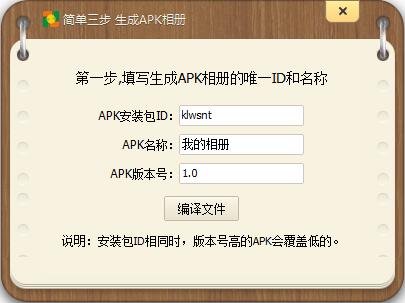 简单三步 生成APK相册
第一步,填写生成APK相册的唯一ID和名称
APK安装包ID: klwsnt
APK名称: 我的相册
APK版本号: 1.0
编译文件
说明：安装包ID相同时，版本号高的APK会覆盖低的。